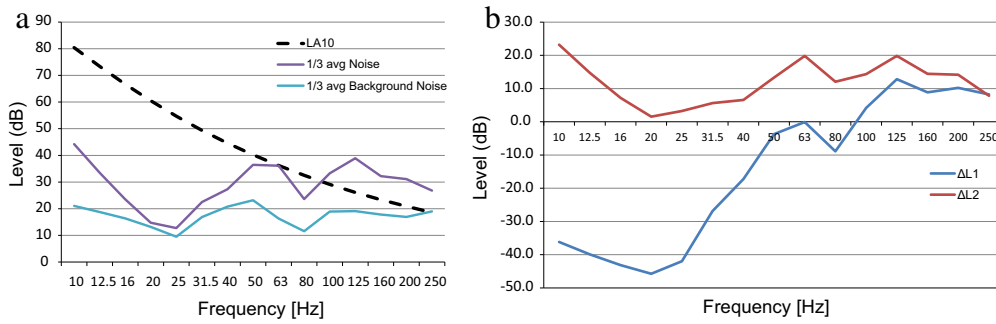 a
Level (dB)
90
80
70
60
50
40
30
20
10
0
LA10
1/3 avg Noise
1/3 avg Background Noise
10 12.5 16 20 25 31.5 40 50 63 80 100 125 160 200 250
Frequency [Hz]
b
Level (dB)
30.0
20.0
10.0
0.0
-10.0
-20.0
-30.0
-40.0
-50.0
10 12.5 16 20 25 31.5 40 50 63 80 100 125 160 200 250
ΔL1
ΔL2
Frequency [Hz]